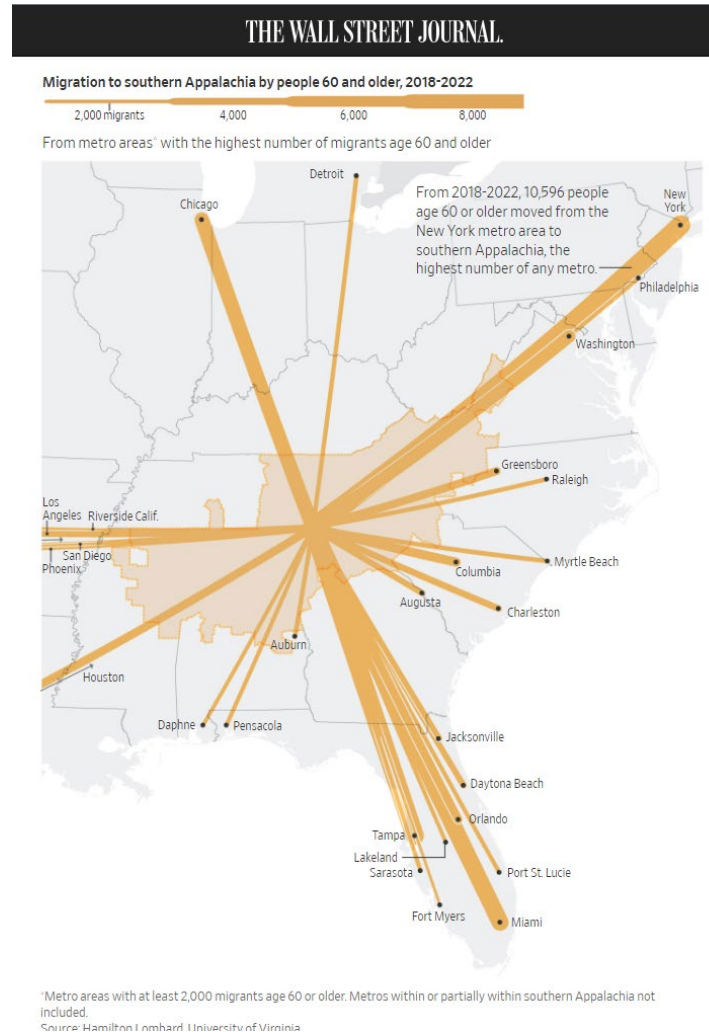 THE WALL STREET JOURNAL.
Migration to southern Appalachia by people 60 and older, 2018-2022
2,000 migrants
4,000
6,000
8,000
From metro areas* with the highest number of migrants age 60 and older
Detroit
Chicago
From 2018-2022, 10,596 people
age 60 or older moved from the
New York metro area to
southern Appalachia, the
highest number of any metro.
New
York
Philadelphia
Washington
Greensboro
Raleigh
Los
Angeles
Riverside Calif.
San Diego
Phoenix
Myrtle Beach
Columbia
Augusta
Charleston
Auburn
Houston
Daphne
Pensacola
Jacksonville
Daytona Beach
Orlando
Tampa
Lakeland
Sarasota
Port St. Lucie
Fort Myers
Miami
*Metro areas with at least 2,000 migrants age 60 or older. Metros within or partially within southern Appalachia not
included.
Source: Hamilton Lombard, University of Virginia